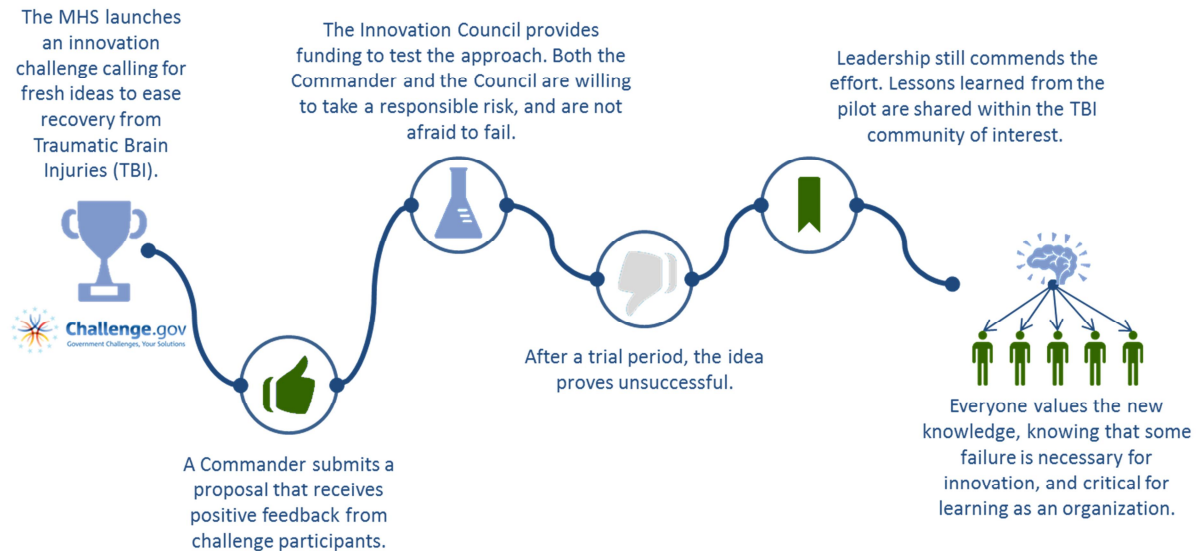 The MHS launches
an innovation
challenge calling for
fresh ideas to ease
recovery from
Traumatic Brain
Injuries (TBI).
Challenge.gov
Government Challenges, Your Solutions
A Commander submits a
proposal that receives
positive feedback from
challenge participants.
The Innovation Council provides
funding to test the approach. Both the
Commander and the Council are willing
to take a responsible risk, and are not
afraid to fail.
After a trial period, the idea
proves unsuccessful.
Leadership still commends the
effort. Lessons learned from the
pilot are shared within the TBI
community of interest.
Everyone values the new
knowledge, knowing that some
failure is necessary for
innovation, and critical for
learning as an organization.